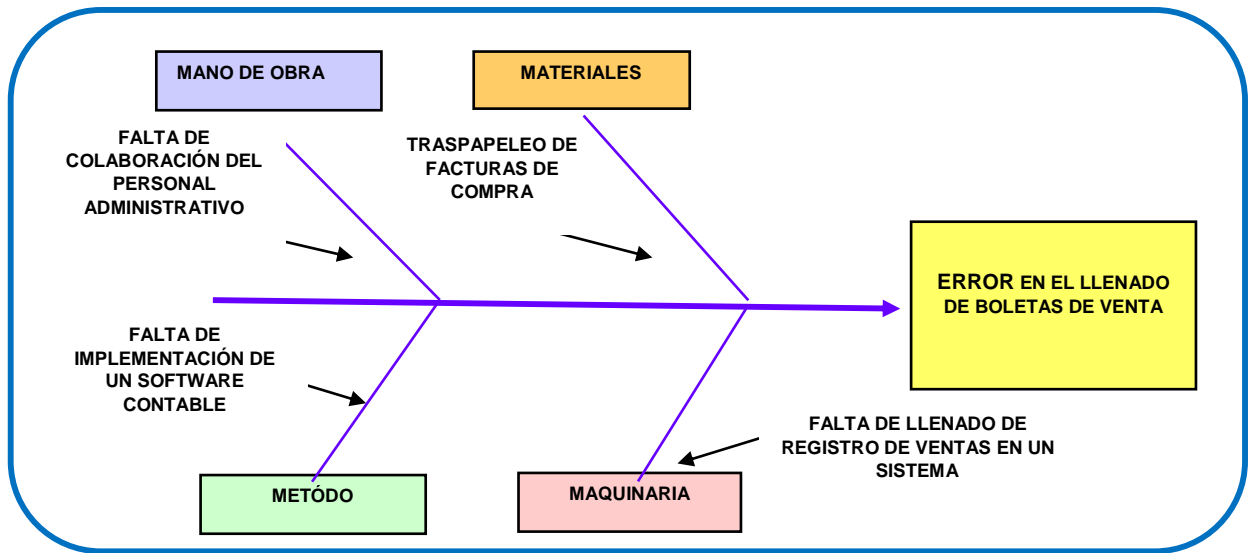 MANO DE OBRA
MATERIALES
FALTA DE
COLABORACIÓN DEL
PERSONAL
ADMINISTRATIVO
TRASPAPELEO DE
FACTURAS DE
COMPRA
ERROR EN EL LLENADO
DE BOLETAS DE VENTA
FALTA DE
IMPLEMENTACIÓN DE
UN SOFTWARE
CONTABLE
FALTA DE LLENADO DE
REGISTRO DE VENTAS EN UN
SISTEMA
METÓDO
MAQUINARIA